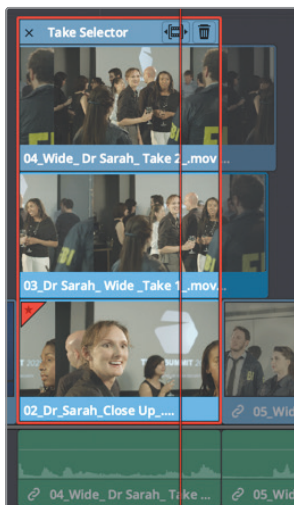 × Take Selector
04_Wide_ Dr Sarah_ Take 2_.mov...
03_Dr Sarah_ Wide _Take 1_.mov...
02_Dr_Sarah_Close Up_....
05_Wid
04_Wide_ Dr Sarah_ Take ...
05_Wid